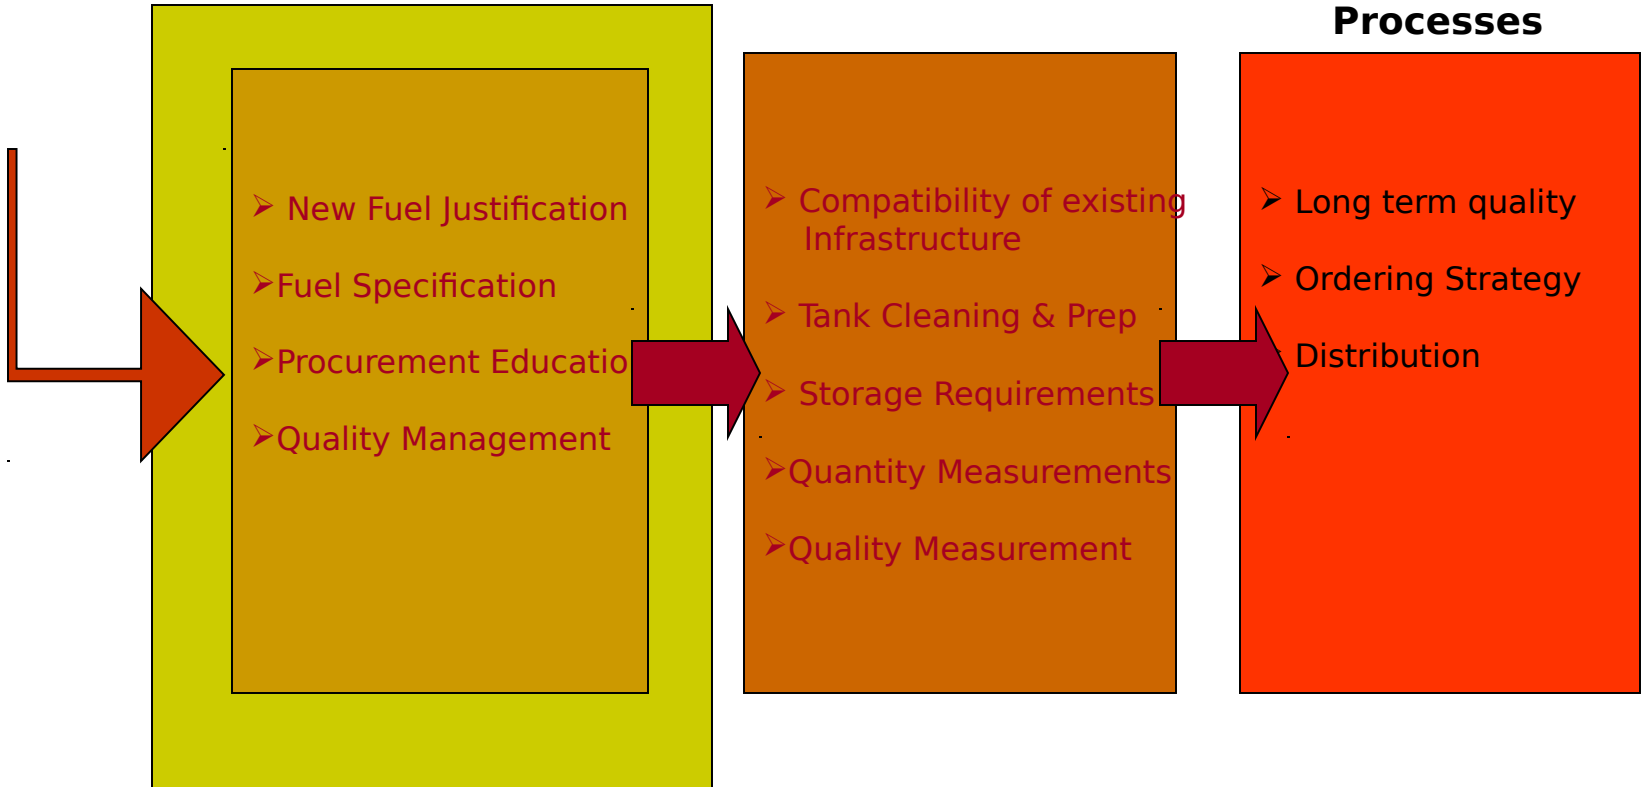 Processes
➢ New Fuel Justification
➢Fuel Specification
➢Procurement Educatio
➢Quality Management
➢ Compatibility of existing
Infrastructure
➢ Tank Cleaning & Prep
➢ Storage Requirements
➢Quantity Measurements
➢Quality Measurement
➢ Long term quality
➢ Ordering Strategy
➢ Distribution